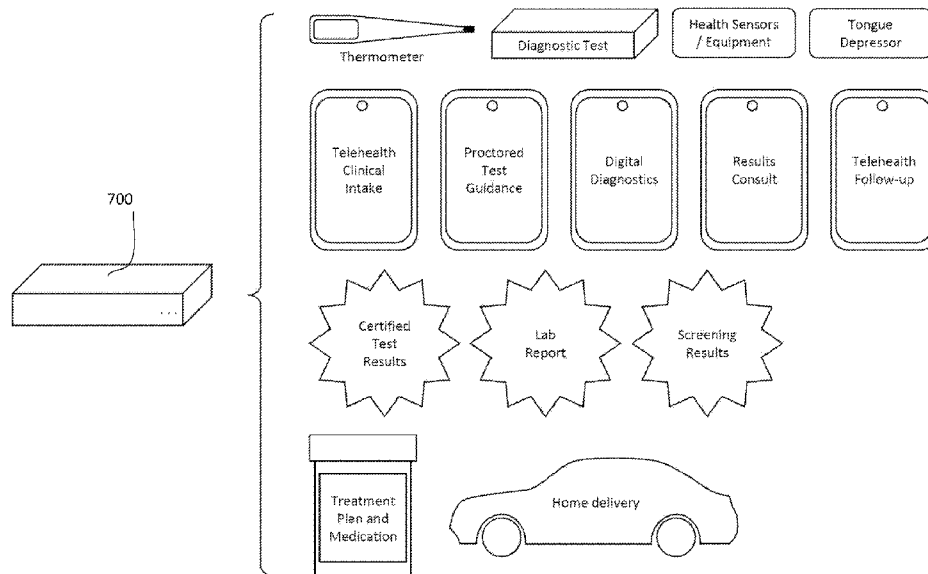 700
Thermometer
Diagnostic Test
Health Sensors
/ Equipment
Tongue
Depressor
Telehealth
Clinical
Intake
Proctored
Test
Guidance
Digital
Diagnostics
Results
Consult
Telehealth
Follow-up
Certified
Test
Results
Lab
Report
Screening
Results
Treatment
Plan and
Medication
Home delivery